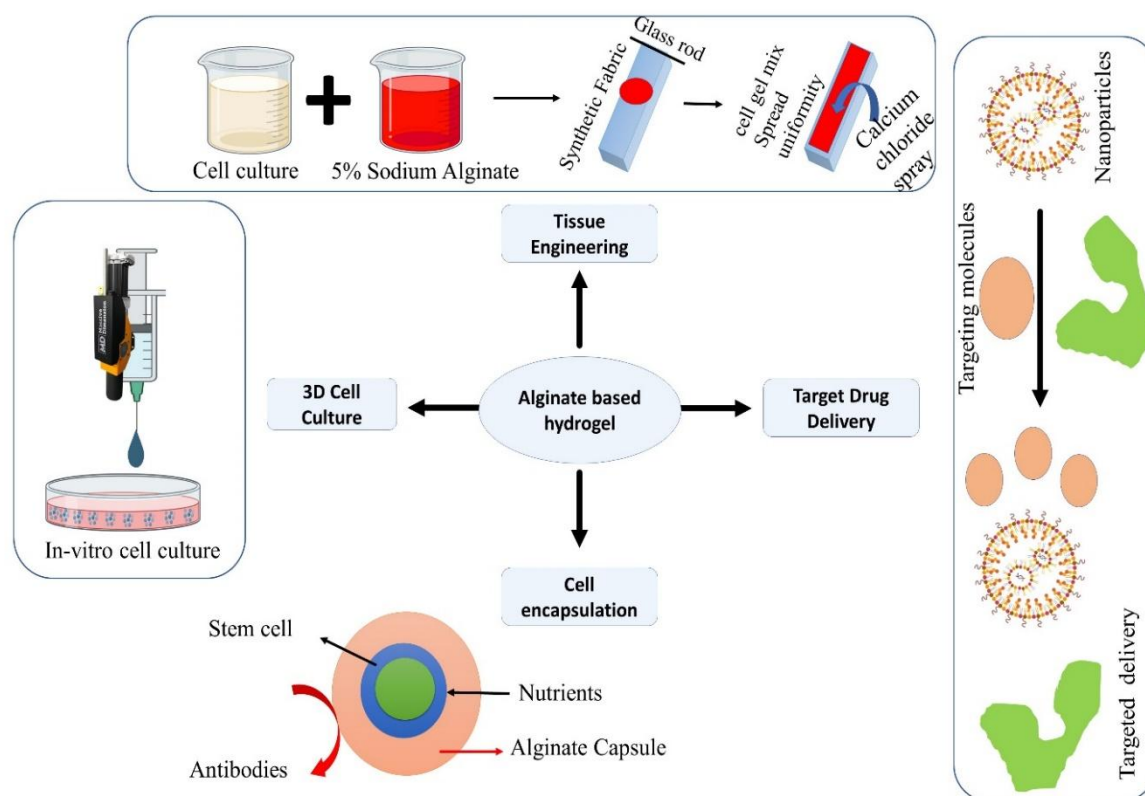 Glass rod
Synthetic Fabric
cell gel mix
Spread
uniformity
Calcium
chloride
spray
Cell culture
5% Sodium Alginate
Nanoparticles
Targeting molecules
Targeted delivery
Tissue
Engineering
3D Cell
Culture
Alginate based
hydrogel
Target Drug
Delivery
In-vitro cell culture
Cell
encapsulation
Stem cell
Nutrients
Alginate Capsule
Antibodies